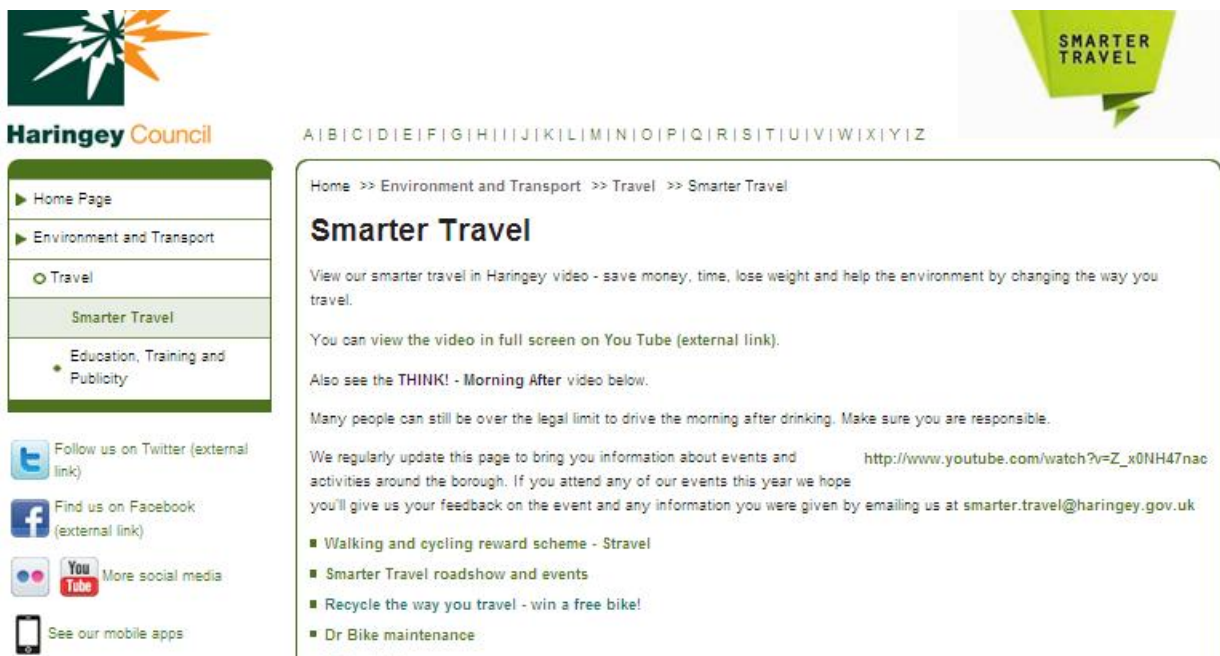 SMARTER
TRAVEL
Haringey Council
A | B | C | D | E | F | G | H | I | J | K | L | M | N | O | P | Q | R | S | T | U | V | W | X | Y | Z
Home Page
Environment and Transport
Travel
Smarter Travel
Education, Training and
Publicity
Follow us on Twitter (external
link)
Find us on Facebook
(external link)
You
Tube
More social media
See our mobile apps
Home >> Environment and Transport >> Travel >> Smarter Travel
Smarter Travel
View our smarter travel in Haringey video - save money, time, lose weight and help the environment by changing the way you
travel.
You can view the video in full screen on You Tube (external link).
Also see the THINK! - Morning After video below.
Many people can still be over the legal limit to drive the morning after drinking. Make sure you are responsible.
We regularly update this page to bring you information about events and http://www.youtube.com/watch?v=Z_x0NH47nac
activities around the borough. If you attend any of our events this year we hope
you'll give us your feedback on the event and any information you were given by emailing us at smarter.travel@haringey.gov.uk
Walking and cycling reward scheme - Stravel
Smarter Travel roadshow and events
Recycle the way you travel - win a free bike!
Dr Bike maintenance